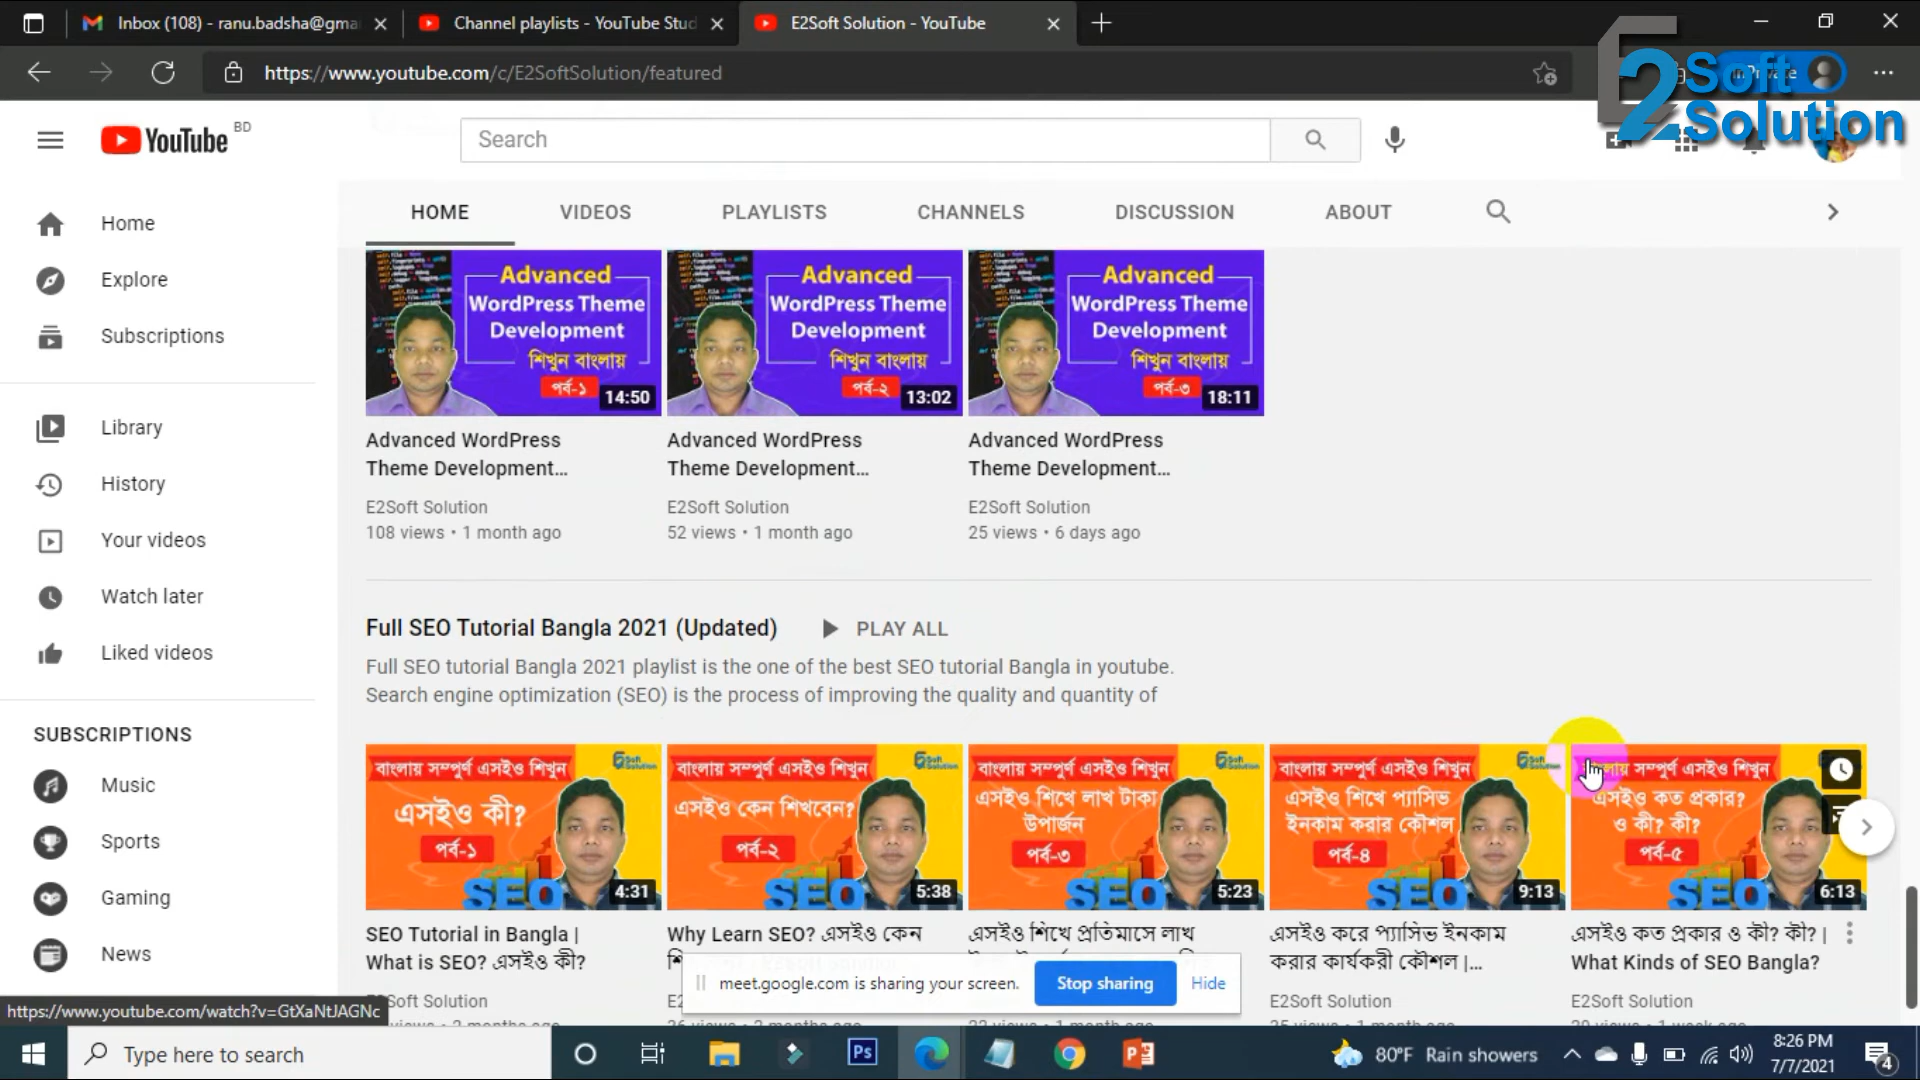 Inbox (108) - ranu.badsha@gma
Channel playlists - YouTube Stud
E2Soft Solution - YouTube
https://www.youtube.com/c/E2SoftSolution/featured
Soft
2 Solution
YouTube BD
Search
HOME VIDEOS PLAYLISTS CHANNELS DISCUSSION ABOUT
Home
Explore
Subscriptions
Library
History
Your videos
Watch later
Liked videos
SUBSCRIPTIONS
Music
Sports
Gaming
News
Advanced
WordPress Theme
Development
শিখুন বাংলায়
পর্ব-১
14:50
Advanced
WordPress Theme
Development
শিখুন বাংলায়
পর্ব-২
13:02
Advanced
WordPress Theme
Development
শিখুন বাংলায়
পর্ব-৩
18:11
Advanced WordPress
Theme Development...
E2Soft Solution
108 views • 1 month ago
Advanced WordPress
Theme Development...
E2Soft Solution
52 views • 1 month ago
Advanced WordPress
Theme Development...
E2Soft Solution
25 views • 6 days ago
Full SEO Tutorial Bangla 2021 (Updated) PLAY ALL
Full SEO tutorial Bangla 2021 playlist is the one of the best SEO tutorial Bangla in youtube.
Search engine optimization (SEO) is the process of improving the quality and quantity of
বাংলায় সম্পূর্ণ এসইও শিখুন
এসইও কী?
পর্ব-১
SEO
4:31
বাংলায় সম্পূর্ণ এসইও শিখুন
এসইও কেন শিখবেন?
পর্ব-২
SEO
5:38
বাংলায় সম্পূর্ণ এসইও শিখুন
এসইও শিখে লাখ টাকা
উপার্জন
পর্ব-৩
SEO
5:23
বাংলায় সম্পূর্ণ এসইও শিখুন
এসইও শিখে প্যাসিভ
ইনকাম করার কৌশল
পর্ব-৪
SEO
9:13
সম্পূর্ণ এসইও শিখুন
এসইও কত প্রকার?
ও কী? কী?
পর্ব-৫
SEO
6:13
SEO Tutorial in Bangla |
What is SEO? এসইও কী?
Soft Solution
Why Learn SEO? এসইও কেন
এসইও শিখে প্রতিমাসে লাখ
এসইও করে প্যাসিভ ইনকাম
করার কার্যকরী কৌশল |...
E2Soft Solution
এসইও কত প্রকার ও কী? কী? |
What Kinds of SEO Bangla?
E2Soft Solution
meet.google.com is sharing your screen. Stop sharing Hide
https://www.youtube.com/watch?v=GtXaNtJAGNc
Type here to search
Ps
80°F Rain showers
8:26 PM
7/7/2021
4